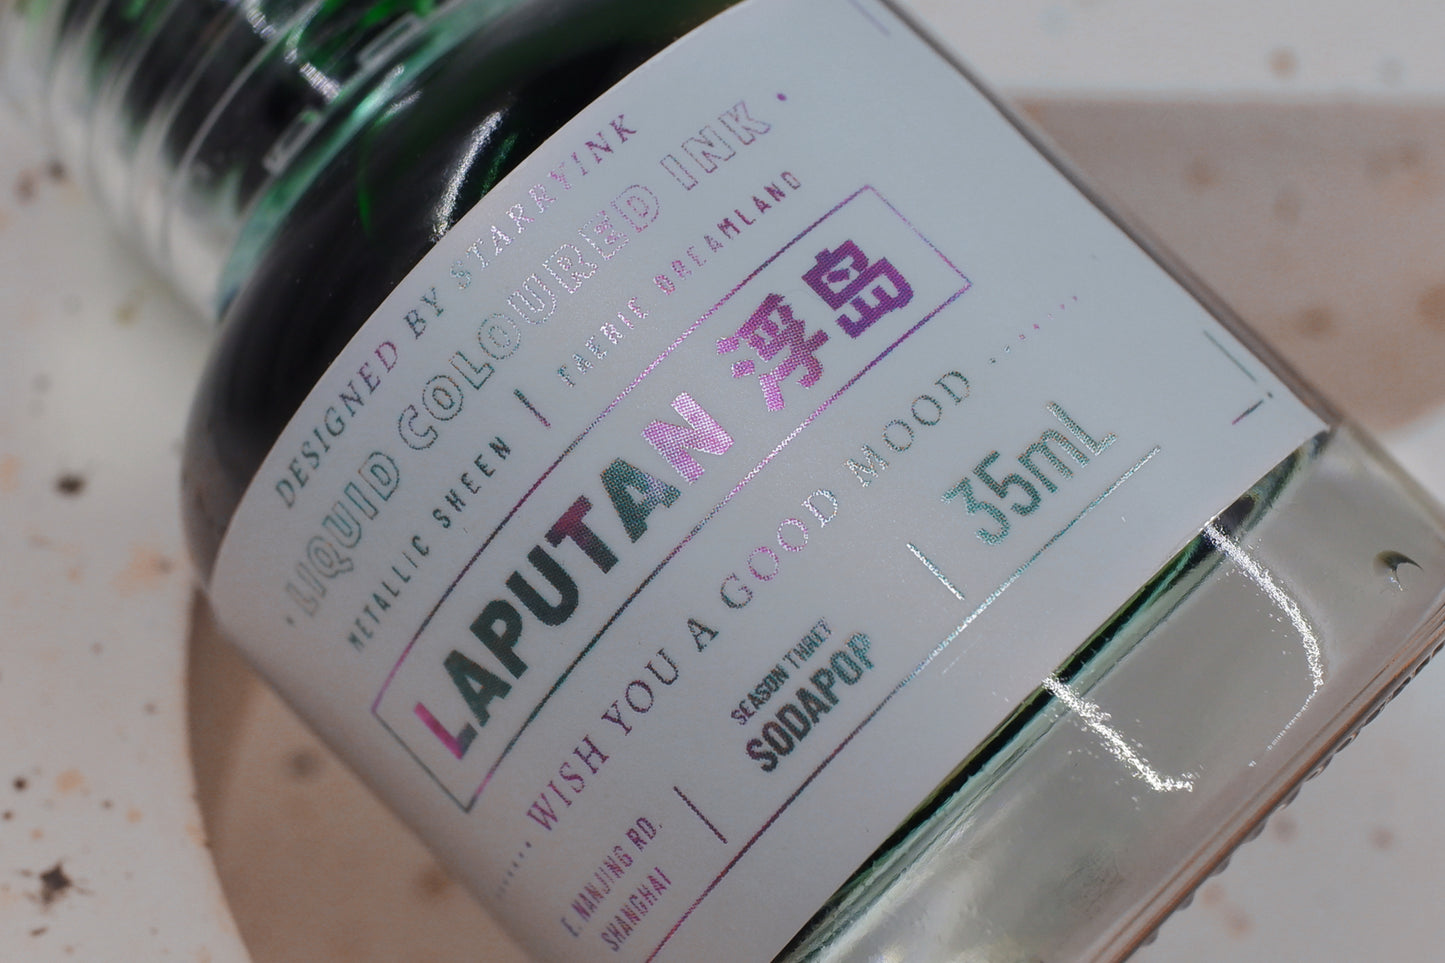 DESIGNED BY STARRYINK
· LIQUID COLOURED INK ·
METALLIC SHEEN | FAERIE DREAMLAND
LAPUTAN 浮岛
WISH YOU A GOOD MOOD
E. NANJING RD.
SHANGHAI
SEASON THREE
SODAPOP
35mL